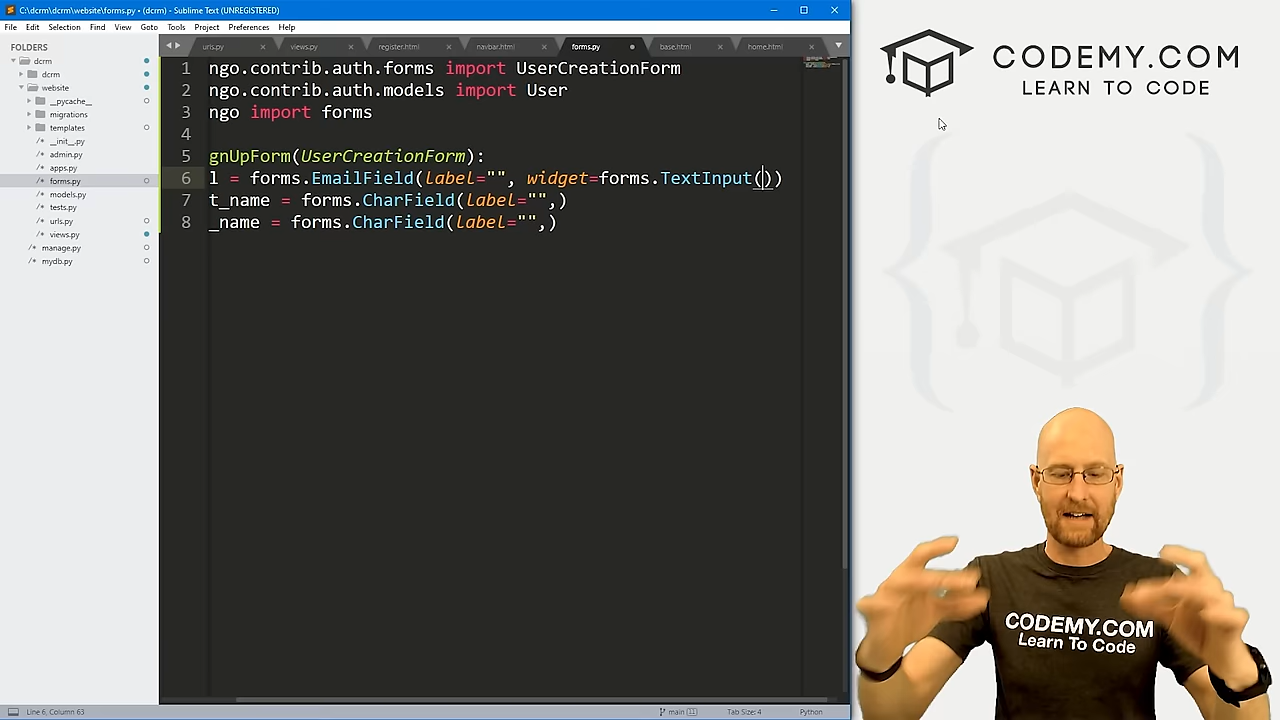 C:\dcrm\dcrm\website\forms.py • (dcrm) - Sublime Text (UNREGISTERED)
File Edit Selection Find View Goto Tools Project Preferences Help
FOLDERS
dcrm
dcrm
website
__pycache__
migrations
templates
__init__.py
admin.py
apps.py
forms.py
models.py
tests.py
urls.py
views.py
manage.py
mydb.py
urls.py views.py register.html navbar.html forms.py base.html home.html
1 ngo.contrib.auth.forms import UserCreationForm
2 ngo.contrib.auth.models import User
3 ngo import forms
4
5 gnUpForm(UserCreationForm):
6 l = forms.EmailField(label="", widget=forms.TextInput())
7 t_name = forms.CharField(label="",)
8 _name = forms.CharField(label="",)
Line 6, Column 63
main 11 Tab Size: 4 Python
CODEMY.COM
LEARN TO CODE
CODEMY.COM
Learn To Code